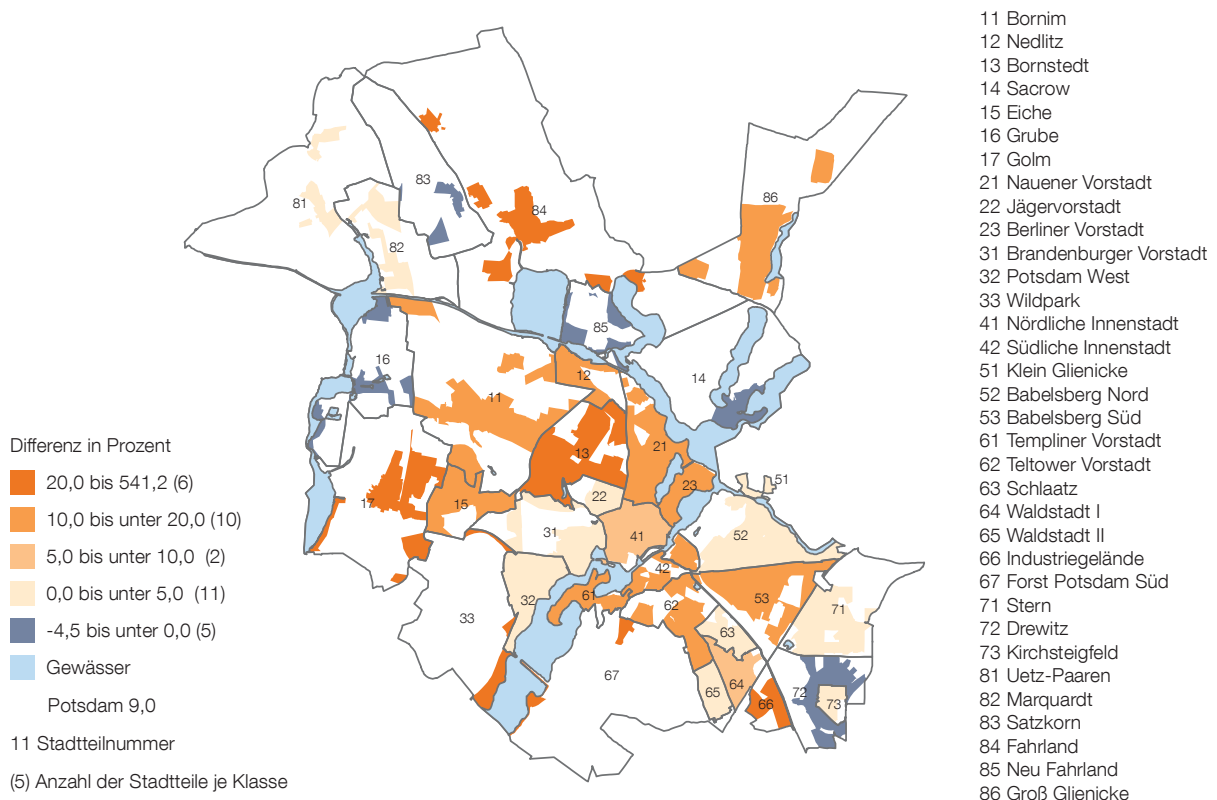 11 Bornim
12 Nedlitz
13 Bornstedt
14 Sacrow
15 Eiche
16 Grube
17 Golm
21 Nauener Vorstadt
22 Jägervorstadt
23 Berliner Vorstadt
31 Brandenburger Vorstadt
32 Potsdam West
33 Wildpark
41 Nördliche Innenstadt
42 Südliche Innenstadt
51 Klein Glienicke
52 Babelsberg Nord
53 Babelsberg Süd
61 Templiner Vorstadt
62 Teltower Vorstadt
63 Schlaatz
64 Waldstadt I
65 Waldstadt II
66 Industriegelände
67 Forst Potsdam Süd
71 Stern
72 Drewitz
73 Kirchsteigfeld
81 Uetz-Paaren
82 Marquardt
83 Satzkorn
84 Fahrland
85 Neu Fahrland
86 Groß Glienicke
83
86
81
84
82
85
16
12
14
11
21
13
51
23
22
17
15
31
41
52
42
32
61
53
62
71
33
63
67
64
65
72
66
73
Differenz in Prozent
20,0 bis 541,2 (6)
10,0 bis unter 20,0 (10)
5,0 bis unter 10,0 (2)
0,0 bis unter 5,0 (11)
-4,5 bis unter 0,0 (5)
Gewässer
Potsdam 9,0
11 Stadtteilnummer
(5) Anzahl der Stadtteile je Klasse